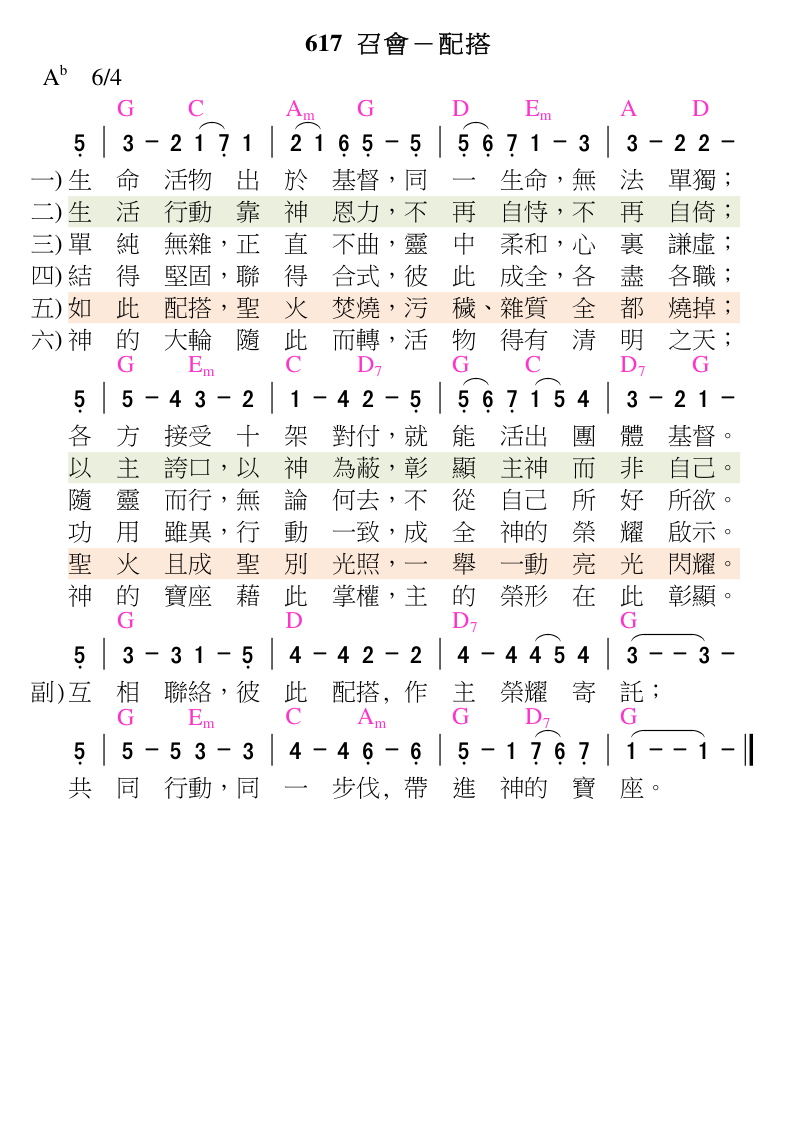 617 召會－配搭
A♭ 6/4
G C Am G D Em A D
5̣ | 3 - 2 1 7̣ 1 | 2 1 6̣ 5̣ - 5̣ | 5̣ 6̣ 7̣ 1 - 3 | 3 - 2 2 -
一) 生命活物出於基督，同一生命，無法單獨；
二) 生活行動靠神恩力，不再自恃，不再自倚；
三) 單純無雜，正直不曲，靈中柔和，心裏謙虛；
四) 結得堅固，聯得合式，彼此成全，各盡各職；
五) 如此配搭，聖火焚燒，污穢、雜質全都燒掉；
六) 神的大輪隨此而轉，活物得有清明之天；
G Em C D7 G C D7 G
5̣ | 5 - 4 3 - 2 | 1 - 4 2 - 5̣ | 5̣ 6̣ 7̣ 1 5 4 | 3 - 2 1 -
各方接受十架對付，就能活出團體基督。
以主誇口，以神為蔽，彰顯主神而非自己。
隨靈而行，無論何去，不從自己所好所欲。
功用雖異，行動一致，成全神的榮耀啟示。
聖火且成聖別光照，一舉一動亮光閃耀。
神的寶座藉此掌權，主的榮形在此彰顯。
G D D7 G
5̣ | 3 - 3 1 - 5̣ | 4 - 4 2 - 2 | 4 - 4 4 5 4 | 3 - - 3 -
副) 互相聯絡，彼此配搭，作主榮耀寄託；
G Em C Am G D7 G
5̣ | 5 - 5 3 - 3 | 4 - 4 6̣ - 6̣ | 5̣ - 1 7̣ 6̣ 7̣ | 1 - - 1 - ‖
共同行動，同一步伐，帶進神的寶座。